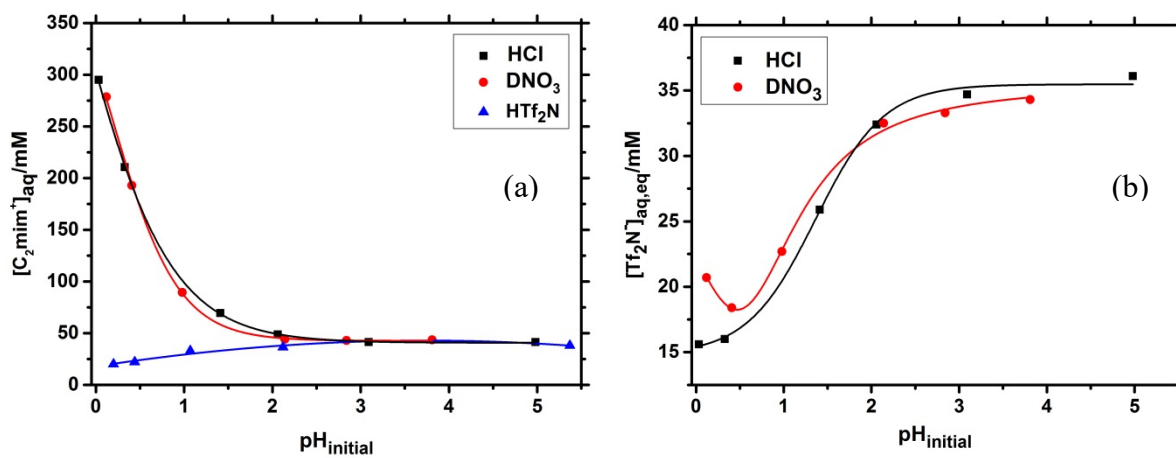 350
300
250
200
150
100
50
0
[C₂mim⁺]aq/mM
HCl
DNO₃
HTf₂N
(a)
0 1 2 3 4 5
pHinitial
40
35
30
25
20
15
[Tf₂N⁻]aq,eq/mM
HCl
DNO₃
(b)
0 1 2 3 4 5
pHinitial